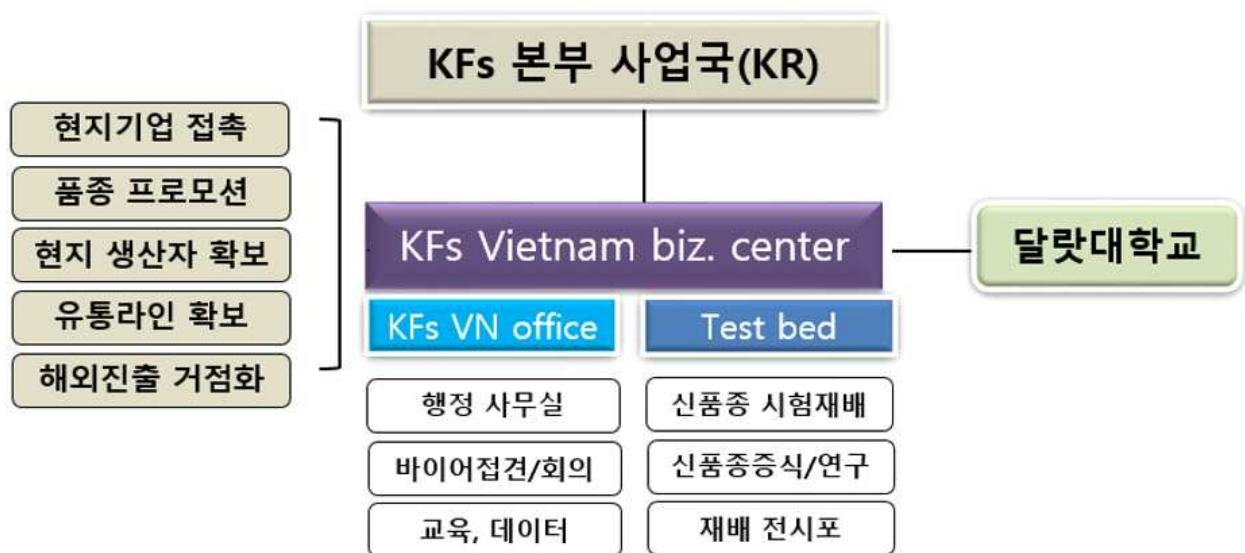 KFs 본부 사업국(KR)
현지기업 접촉
품종 프로모션
현지 생산자 확보
유통라인 확보
해외진출 거점화
KFs Vietnam biz. center
달랏대학교
KFs VN office
Test bed
행정 사무실
신품종 시험재배
바이어접견/회의
신품종증식/연구
교육, 데이터
재배 전시포